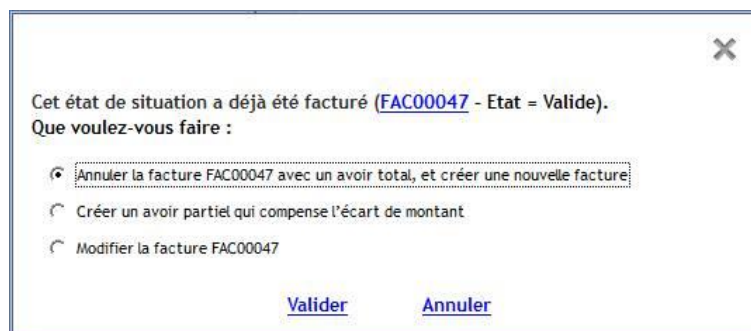 Cet état de situation a déjà été facturé (FAC00047 - Etat = Valide).
Que voulez-vous faire :
Annuler la facture FAC00047 avec un avoir total, et créer une nouvelle facture
Créer un avoir partiel qui compense l'écart de montant
Modifier la facture FAC00047
Valider Annuler